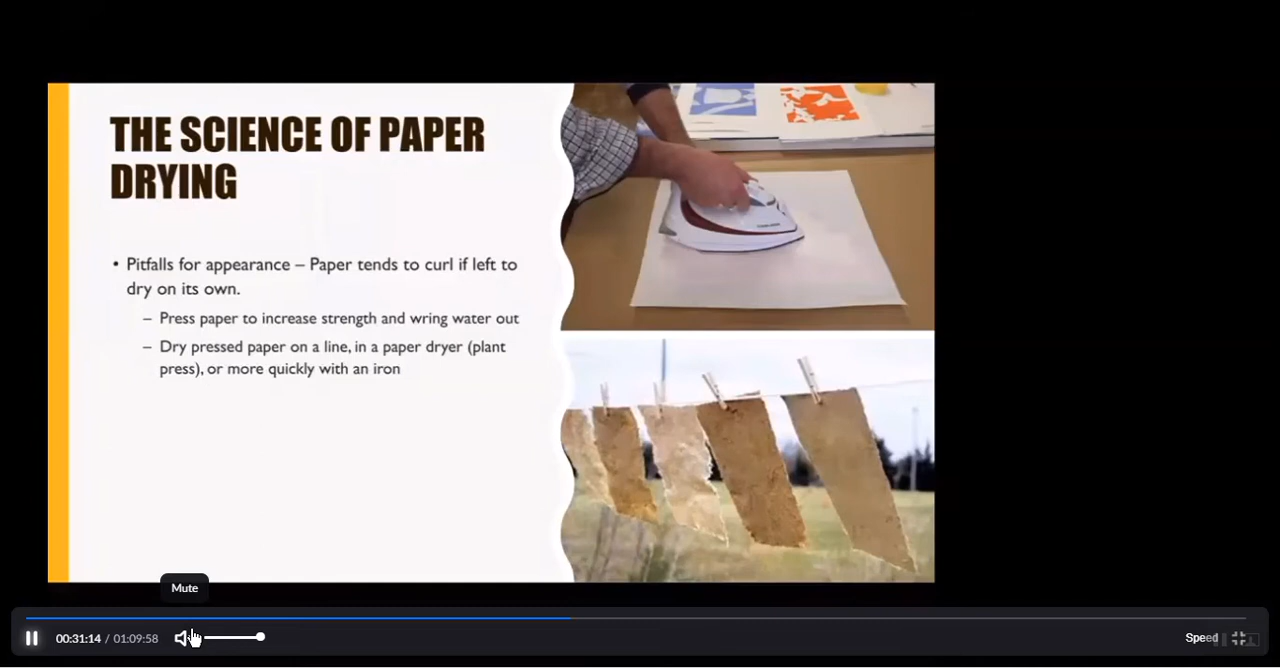 THE SCIENCE OF PAPER
DRYING
• Pitfalls for appearance – Paper tends to curl if left to
dry on its own.
– Press paper to increase strength and wring water out
– Dry pressed paper on a line, in a paper dryer (plant
press), or more quickly with an iron
Mute
00:31:14 / 01:09:58
Speed